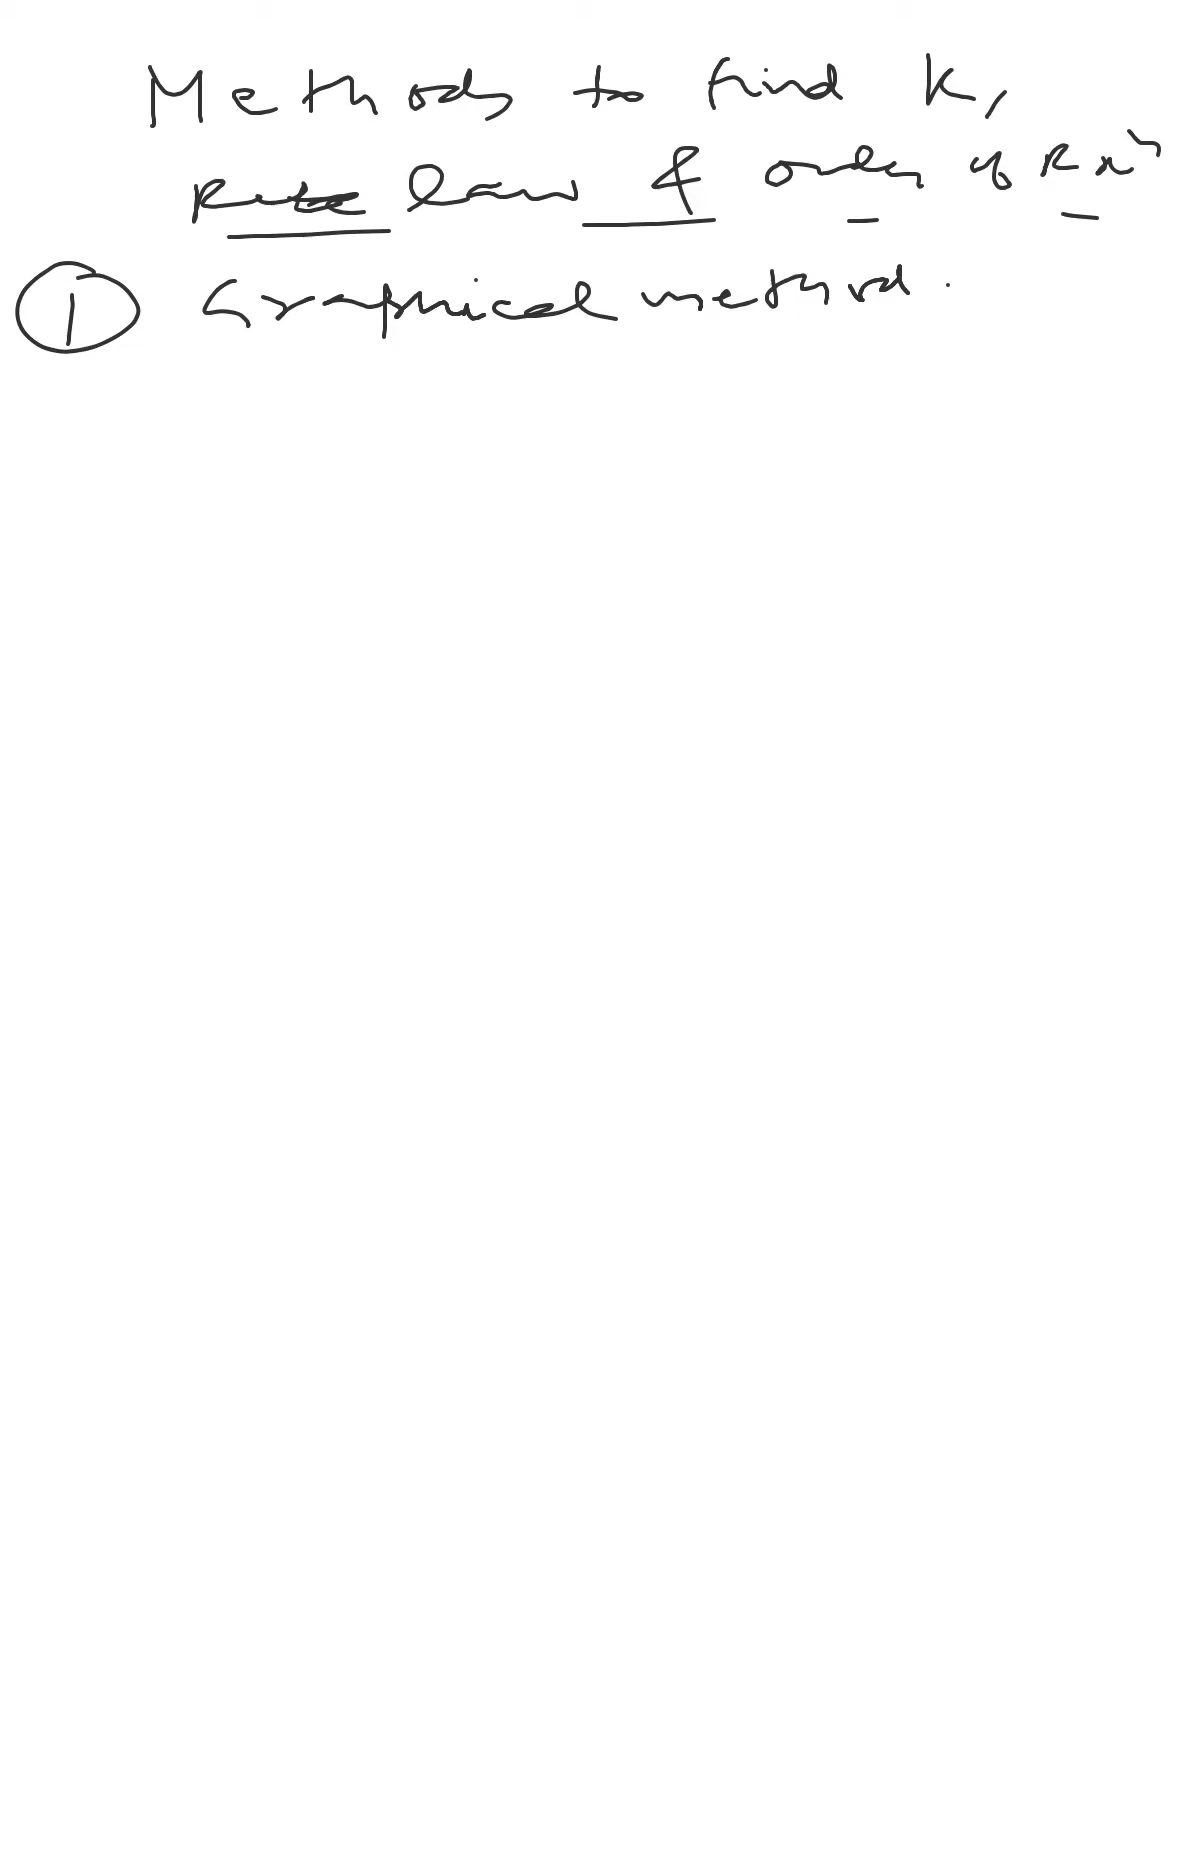 Methods to find K,
Rate law & order of Rxⁿ
① Graphical method.